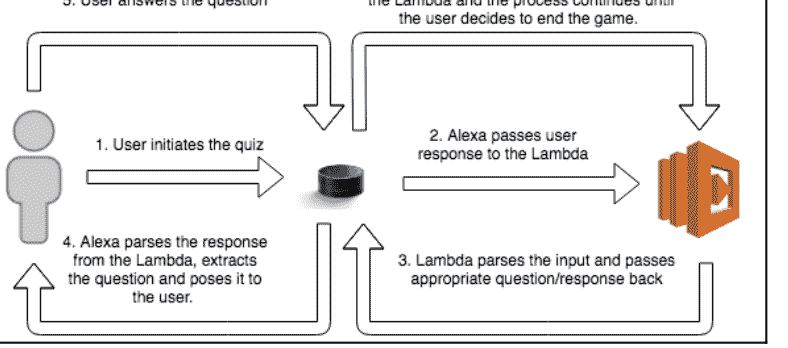 5. User answers the question
the Lambda and the process continues until
the user decides to end the game.
1. User initiates the quiz
2. Alexa passes user
response to the Lambda
4. Alexa parses the response
from the Lambda, extracts
the question and poses it to
the user.
3. Lambda parses the input and passes
appropriate question/response back